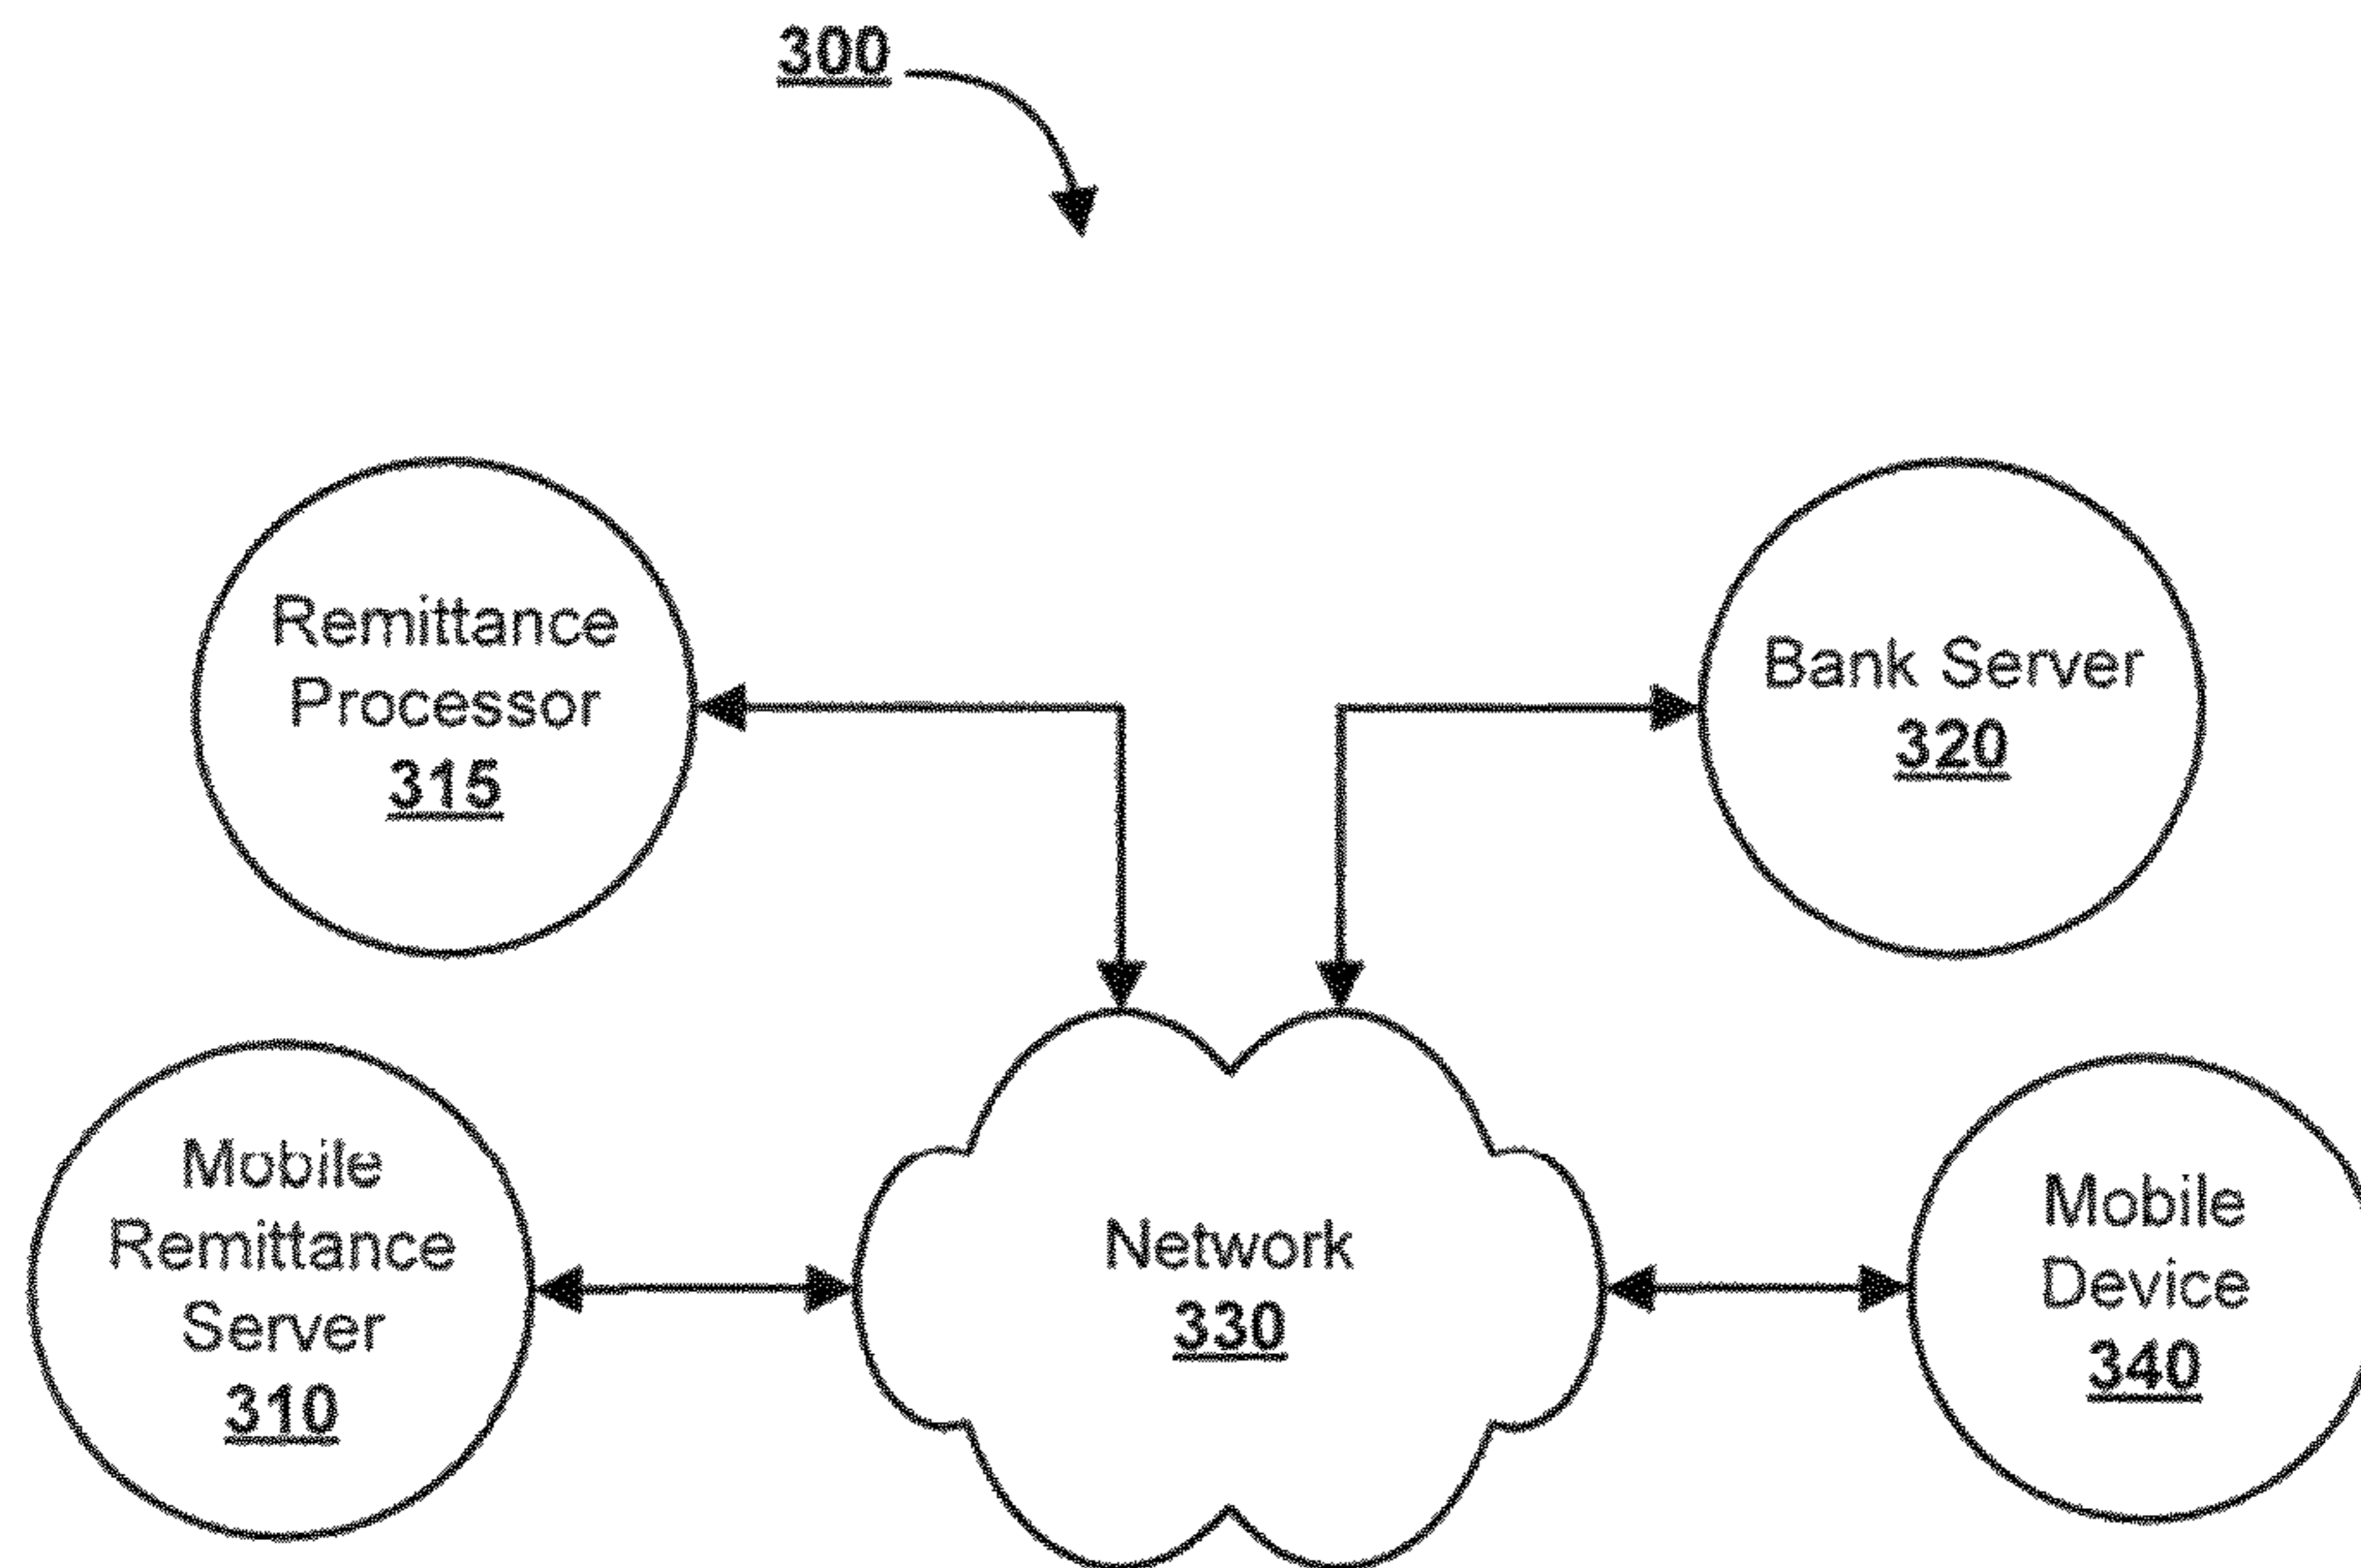 300
Remittance
Processor
315
Bank Server
320
Mobile
Remittance
Server
310
Network
330
Mobile
Device
340